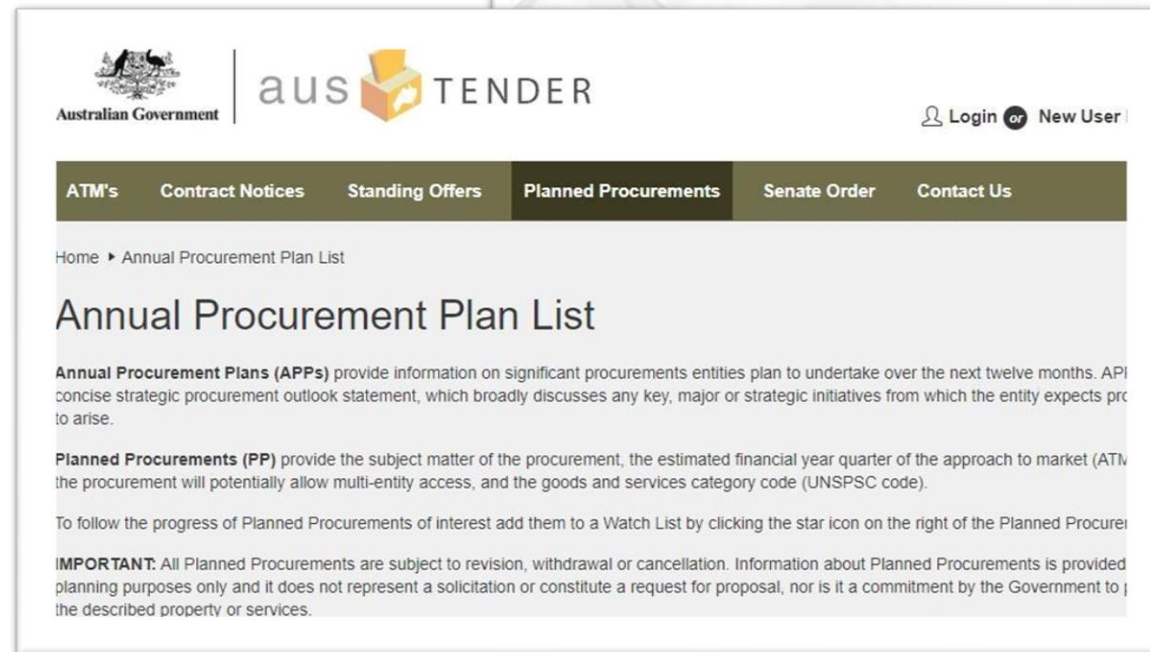 Australian Government
aus TENDER
Login or New User
ATM's Contract Notices Standing Offers Planned Procurements Senate Order Contact Us
Home ▸ Annual Procurement Plan List
Annual Procurement Plan List
Annual Procurement Plans (APPs) provide information on significant procurements entities plan to undertake over the next twelve months.
concise strategic procurement outlook statement, which broadly discusses any key, major or strategic initiatives from which the entity expects
to arise.
Planned Procurements (PP) provide the subject matter of the procurement, the estimated financial year quarter of the approach to market
the procurement will potentially allow multi-entity access, and the goods and services category code (UNSPSC code).
To follow the progress of Planned Procurements of interest add them to a Watch List by clicking the star icon on the right of the Planned
IMPORTANT: All Planned Procurements are subject to revision, withdrawal or cancellation. Information about Planned Procurements is provided
planning purposes only and it does not represent a solicitation or constitute a request for proposal, nor is it a commitment by the Government to
the described property or services.